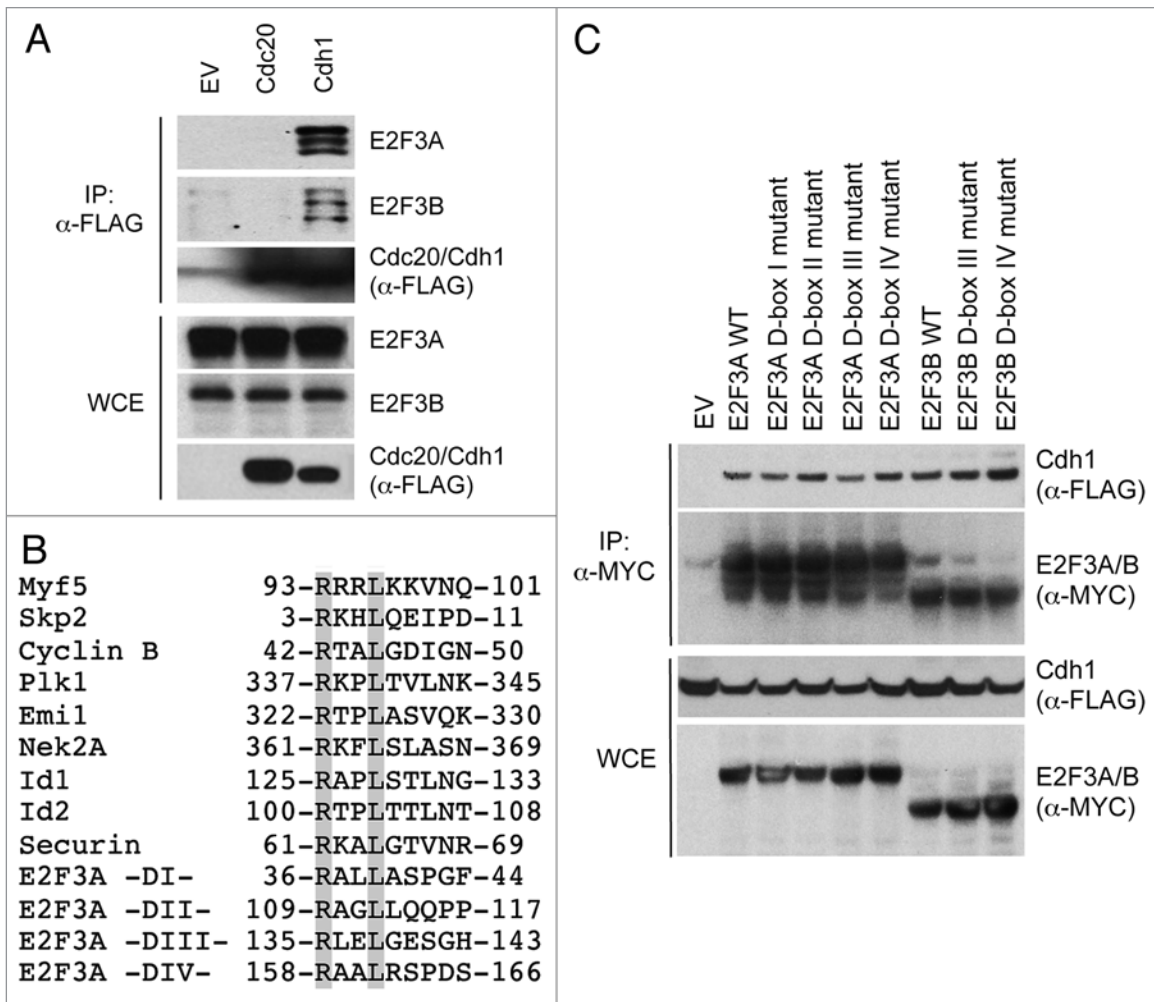 A
EV
Cdc20
Cdh1
IP:
α-FLAG
E2F3A
E2F3B
Cdc20/Cdh1
(α-FLAG)
WCE
E2F3A
E2F3B
Cdc20/Cdh1
(α-FLAG)
B
Myf5 93-RRRLKKVNQ-101
Skp2 3-RKHLQEIPD-11
Cyclin B 42-RTALGDIGN-50
Plk1 337-RKPLTVLNK-345
Emi1 322-RTPLASVQK-330
Nek2A 361-RKFLSLASN-369
Id1 125-RAPLSTLNG-133
Id2 100-RTPLTTLNT-108
Securin 61-RKALGTVNR-69
E2F3A -DI- 36-RALLASPGF-44
E2F3A -DII- 109-RAGLLQQPP-117
E2F3A -DIII- 135-RLELGESGH-143
E2F3A -DIV- 158-RAALRSPDS-166
C
EV
E2F3A WT
E2F3A D-box I mutant
E2F3A D-box II mutant
E2F3A D-box III mutant
E2F3A D-box IV mutant
E2F3B WT
E2F3B D-box III mutant
E2F3B D-box IV mutant
IP:
α-MYC
Cdh1
(α-FLAG)
E2F3A/B
(α-MYC)
WCE
Cdh1
(α-FLAG)
E2F3A/B
(α-MYC)